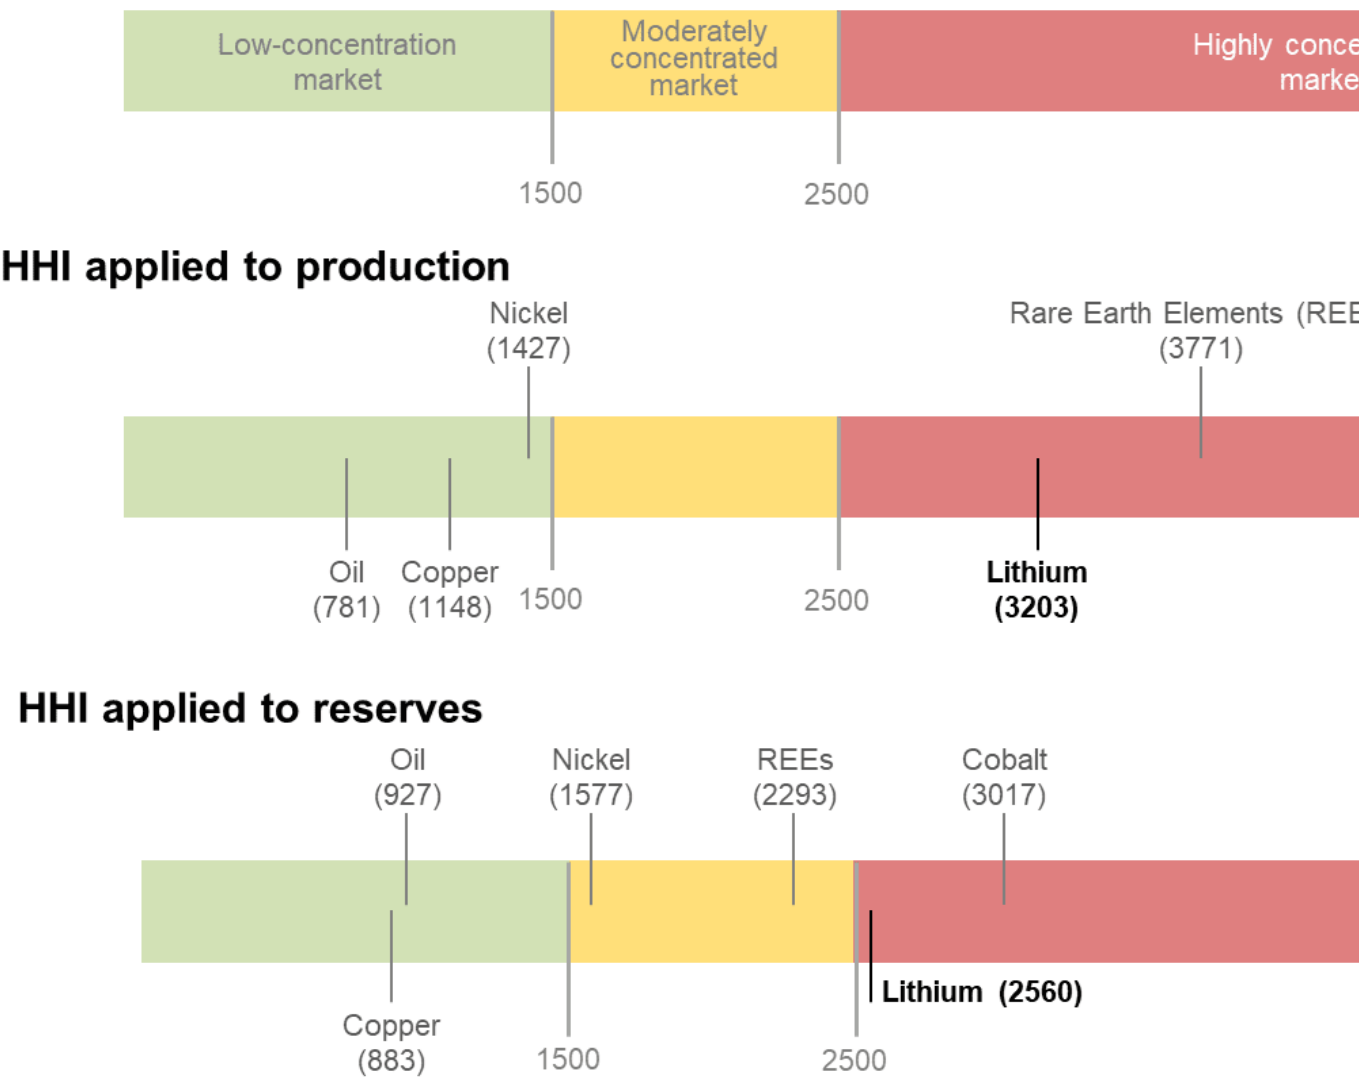 Low-concentration
market
Moderately
concentrated
market
Highly conce
marke
1500
2500
HHI applied to production
Nickel
(1427)
Rare Earth Elements (REE
(3771)
Oil
(781)
Copper
(1148)
1500
2500
Lithium
(3203)
HHI applied to reserves
Oil
(927)
Nickel
(1577)
REEs
(2293)
Cobalt
(3017)
Lithium (2560)
Copper
(883)
1500
2500